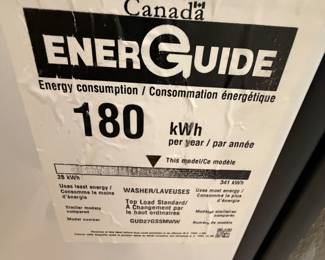 Canada
ENERGUIDE
Energy consumption / Consommation énergétique
180 kWh
per year / par année
This model/Ce modèle
28 kWh 341 kWh
Uses least energy / Consomme le moins d'énergie
WASHER/LAVEUSES
Uses most energy / Consomme le plus d'énergie
Similar models compared
Top Load Standard/
À Changement par
le haut ordinaires
Modèles similaires comparés
Model number
GUD27GSSMWW
Numéro du modèle